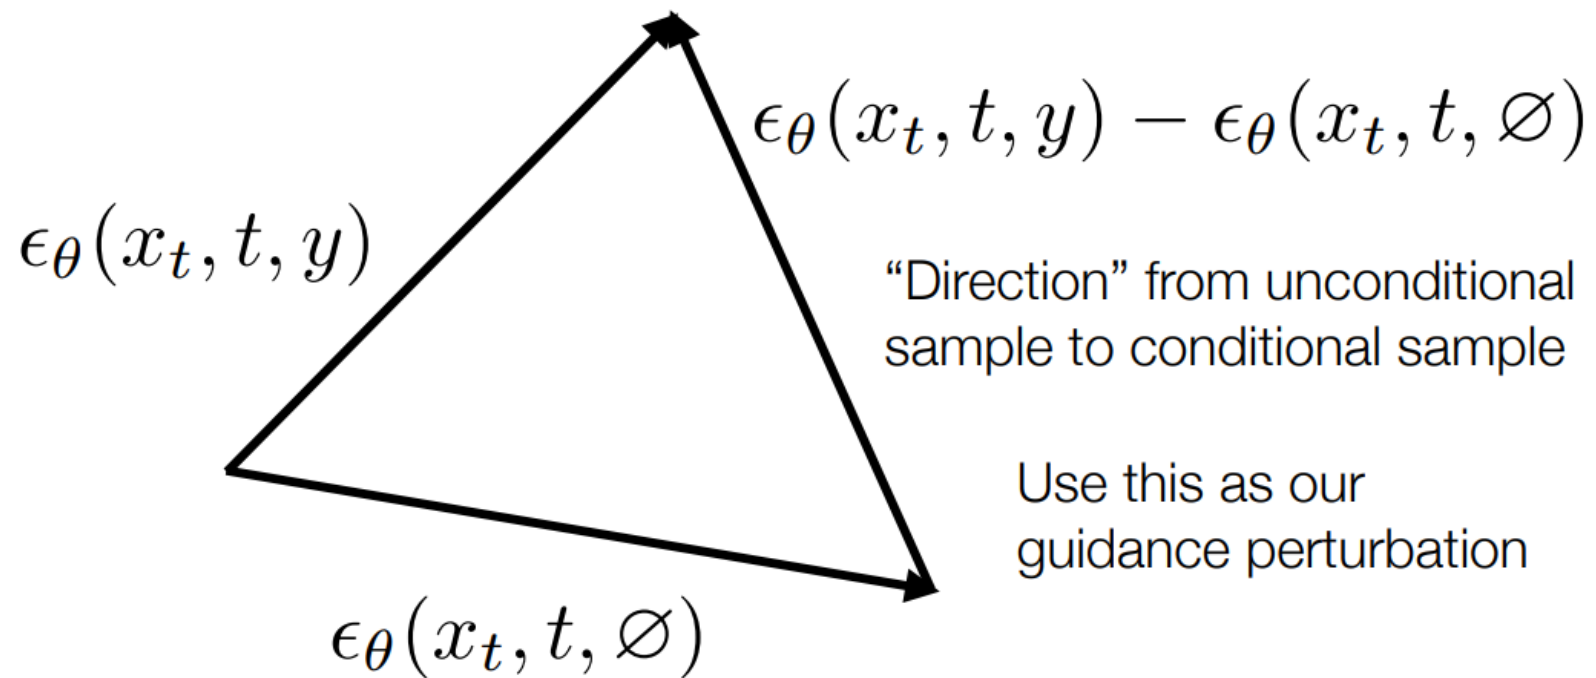 ϵθ(xt, t, y) − ϵθ(xt, t, ∅)
ϵθ(xt, t, y)
“Direction” from unconditional
sample to conditional sample
Use this as our
guidance perturbation
ϵθ(xt, t, ∅)